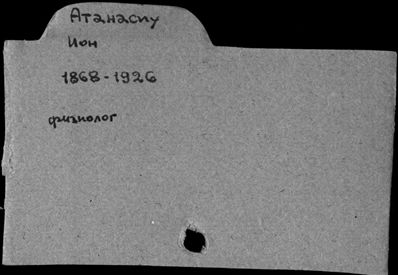 Атанасиу
Ион
1868-1926
физиолог